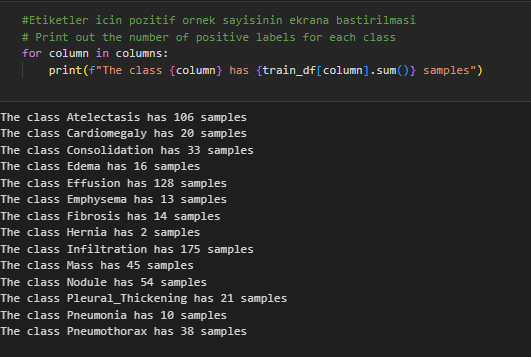 #Etiketler icin pozitif ornek sayisinin ekrana bastirilmasi
# Print out the number of positive labels for each class
for column in columns:
    print(f"The class {column} has {train_df[column].sum()} samples")
The class Atelectasis has 106 samples
The class Cardiomegaly has 20 samples
The class Consolidation has 33 samples
The class Edema has 16 samples
The class Effusion has 128 samples
The class Emphysema has 13 samples
The class Fibrosis has 14 samples
The class Hernia has 2 samples
The class Infiltration has 175 samples
The class Mass has 45 samples
The class Nodule has 54 samples
The class Pleural_Thickening has 21 samples
The class Pneumonia has 10 samples
The class Pneumothorax has 38 samples